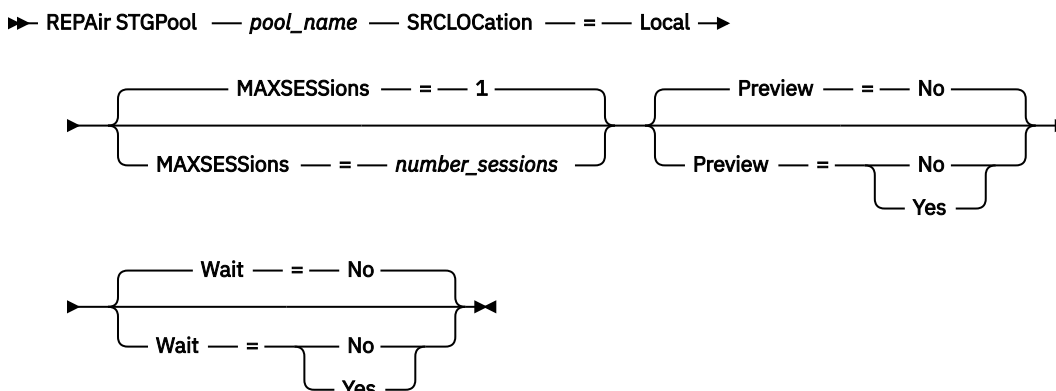 REPAir STGPool pool_name SRCLOCation = Local
MAXSESSions = 1 Preview = No
MAXSESSions = number_sessions Preview = No
Yes
Wait = No
Wait = No
Yes